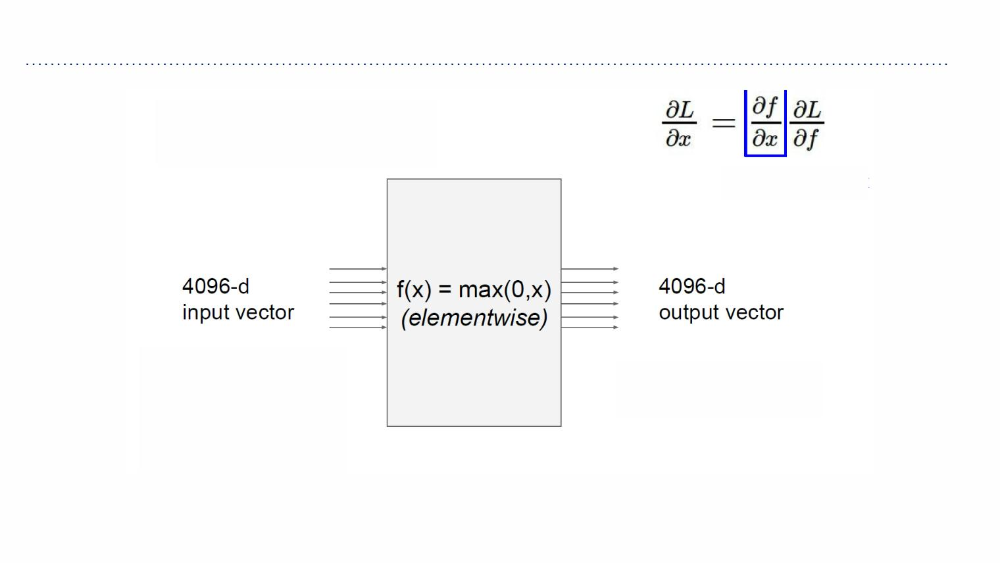 ∂L/∂x = ∂f/∂x ∂L/∂f
4096-d
input vector
f(x) = max(0,x)
(elementwise)
4096-d
output vector